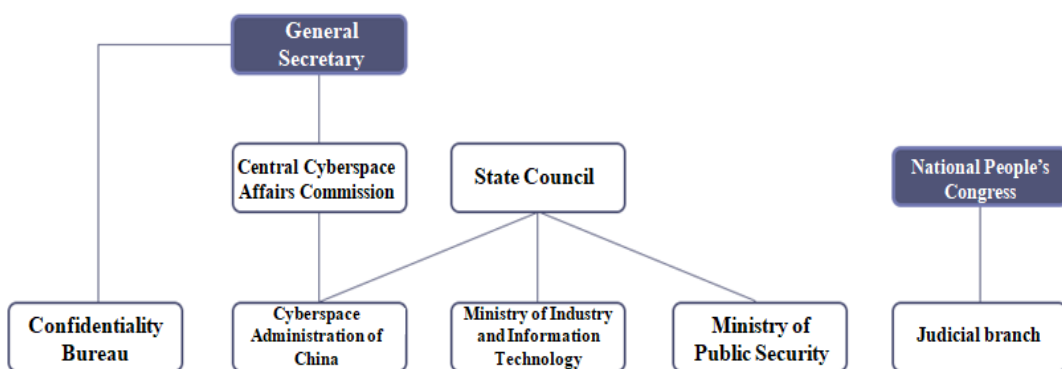 General
Secretary
Central Cyberspace
Affairs Commission
State Council
National People's
Congress
Confidentiality
Bureau
Cyberspace
Administration of
China
Ministry of Industry
and Information
Technology
Ministry of
Public Security
Judicial branch